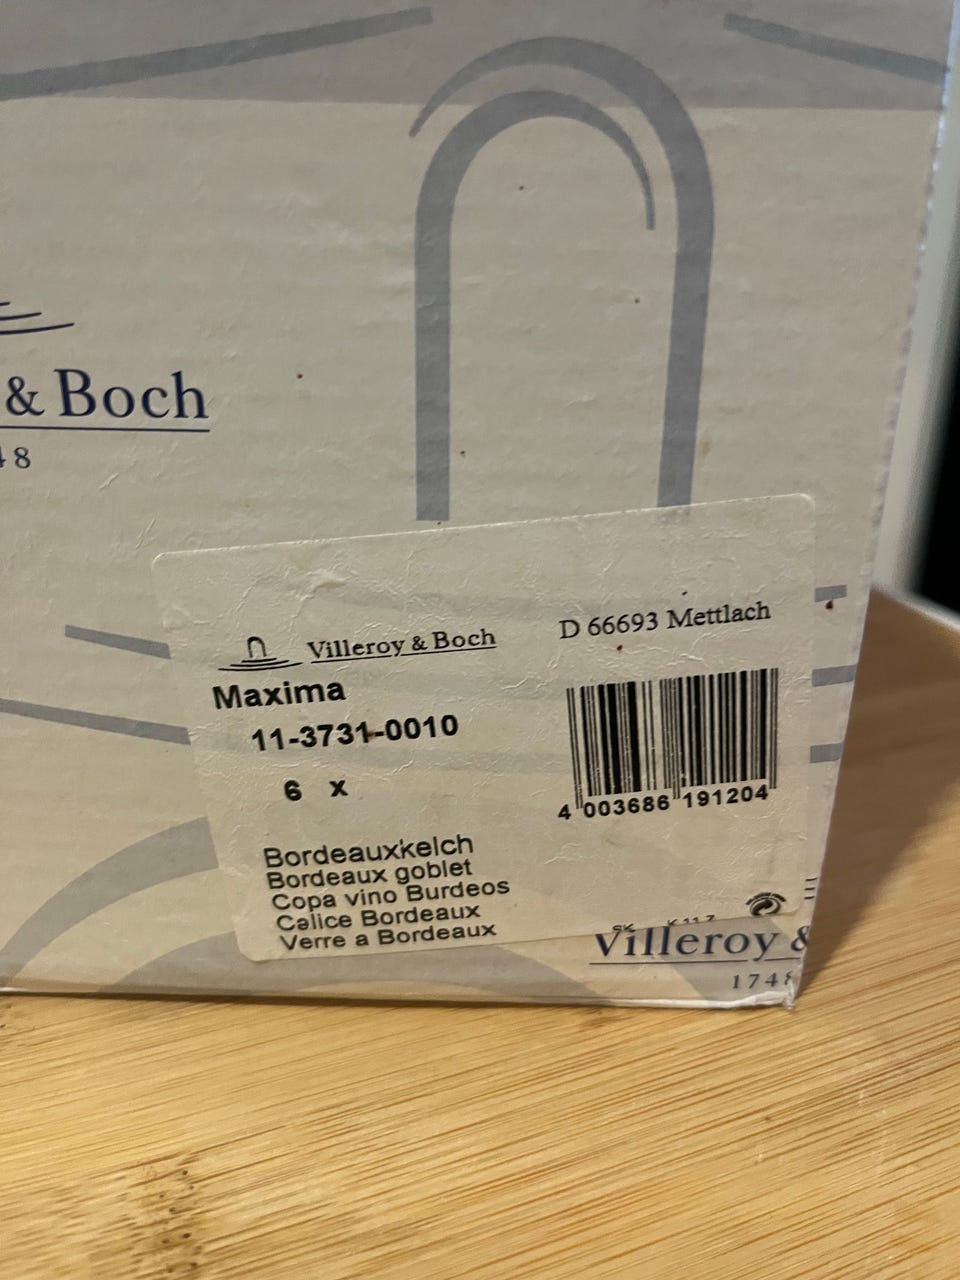 & Boch
48
Villeroy & Boch
D 66693 Mettlach
Maxima
11-3731-0010
6 x
4 003686 191204
Bordeauxkelch
Bordeaux goblet
Copa vino Burdeos
Calice Bordeaux
Verre a Bordeaux
Villeroy &
1748